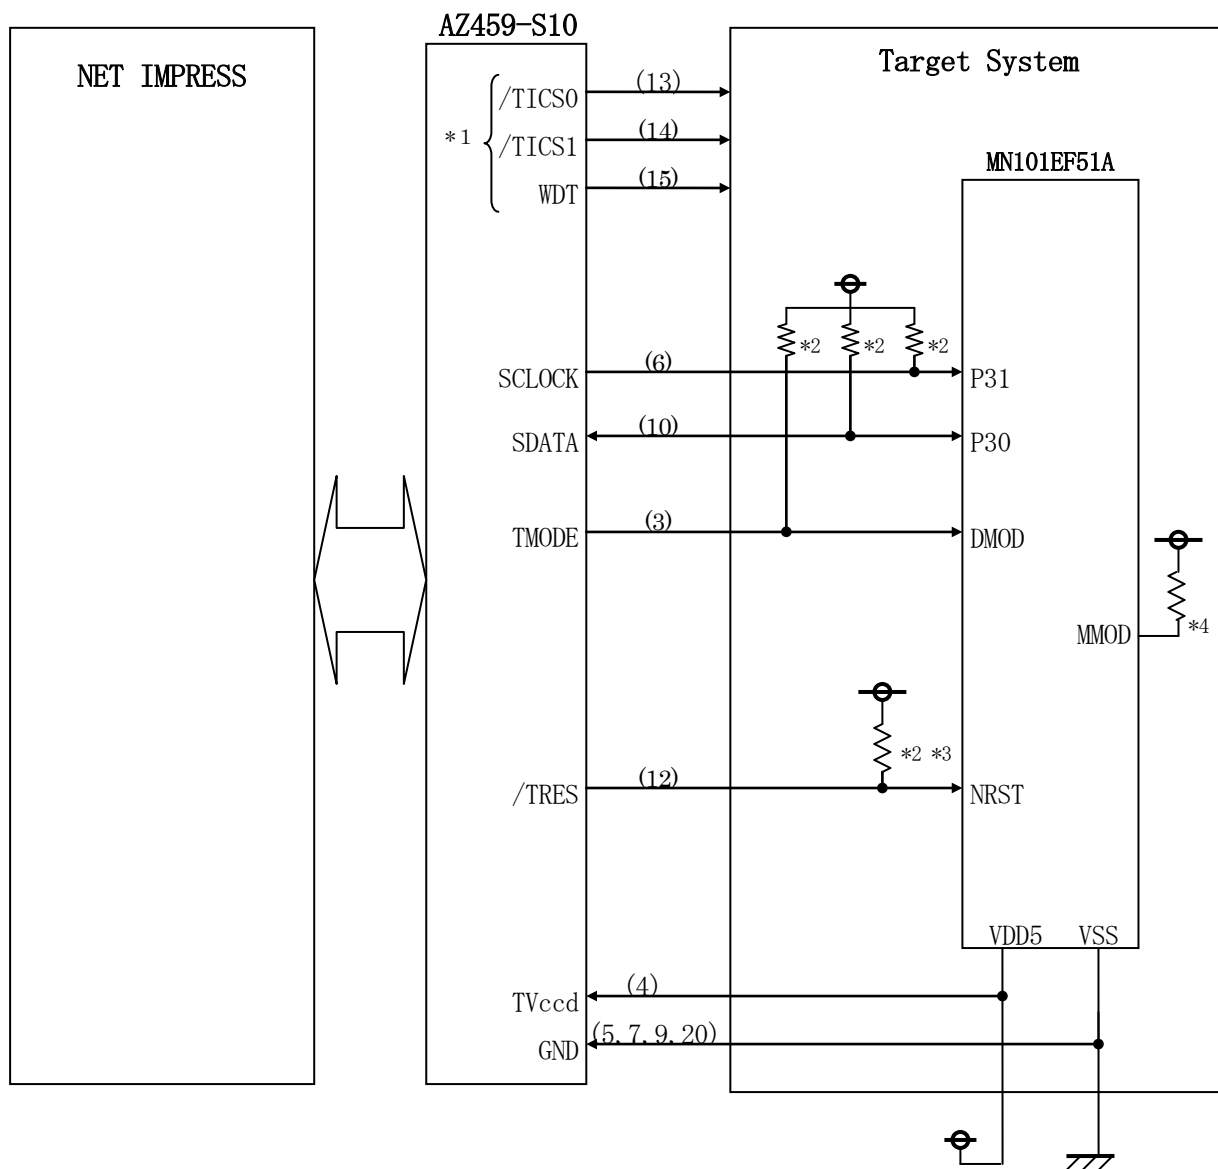 AZ459-S10
NET IMPRESS
Target System
/TICS0 (13)
*1
/TICS1 (14)
WDT (15)
MN101EF51A
*2 *2 *2
SCLOCK (6) P31
SDATA (10) P30
TMODE (3) DMOD
MMOD *4
*2 *3
/TRES (12) NRST
VDD5 VSS
TVccd (4)
GND (5,7,9,20)